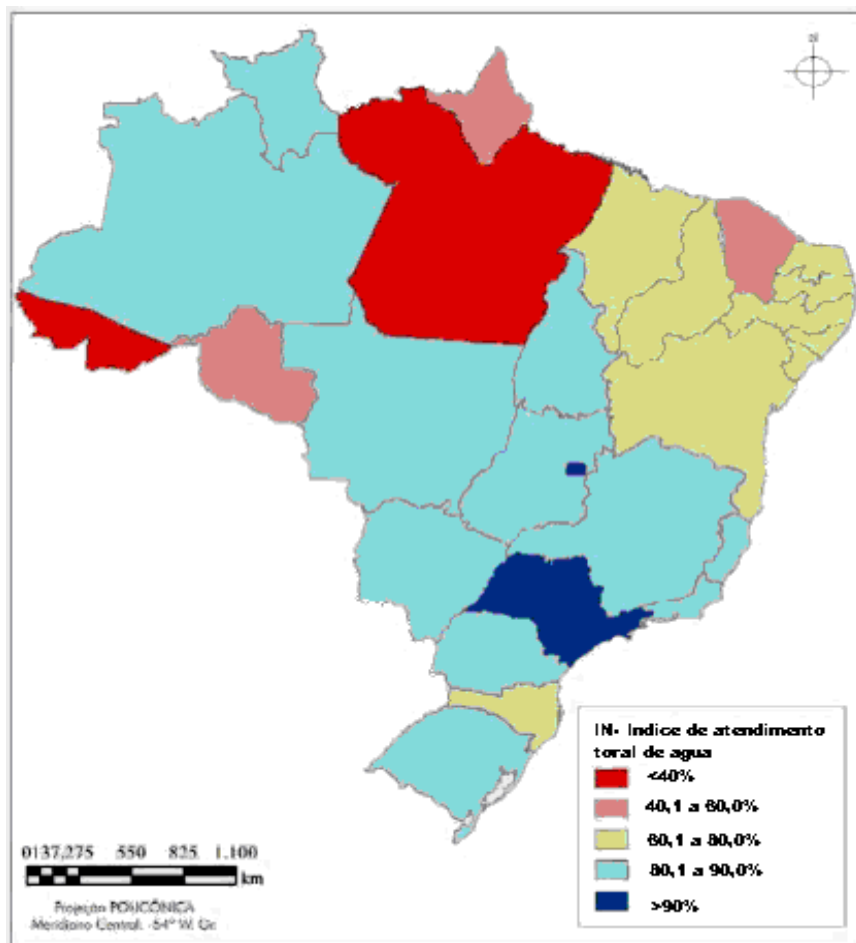 IN- Indice de atendimento
toral de agua
<40%
40,1 a 60,0%
60,1 a 80,0%
80,1 a 90,0%
>90%
0137,275 550 825 1.100
km
Projeção POLICÔNICA
Meridiano Central: -54° W. Gr.